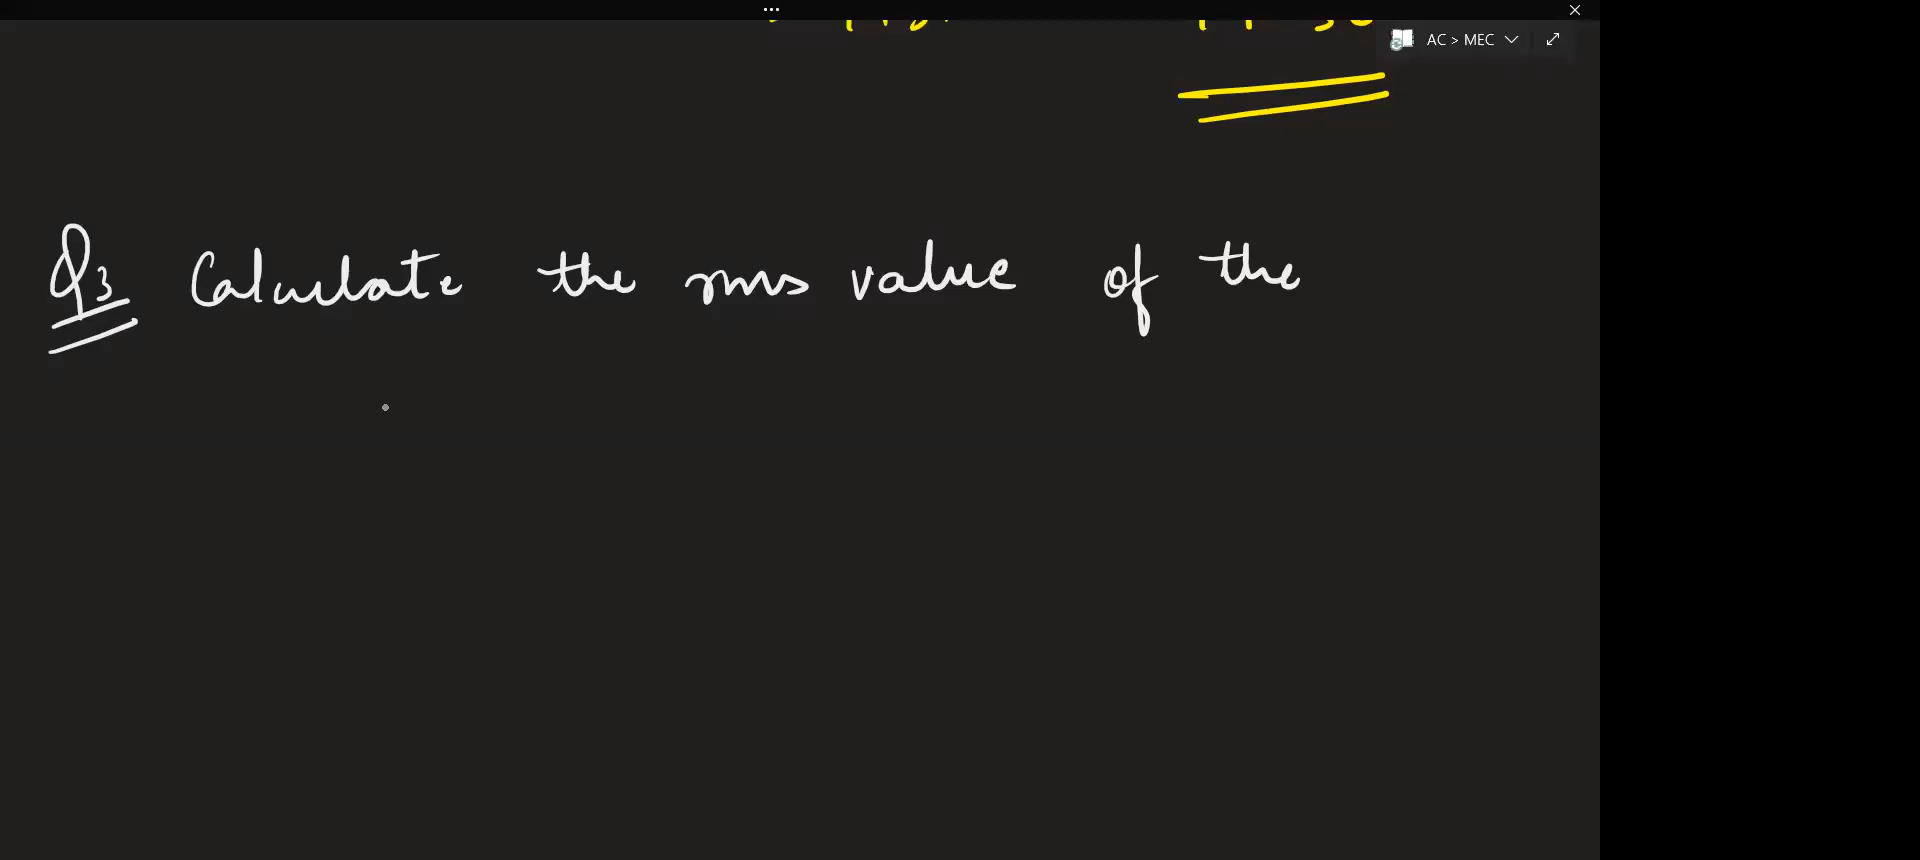 AC > MEC
Q3 Calculate the rms value of the